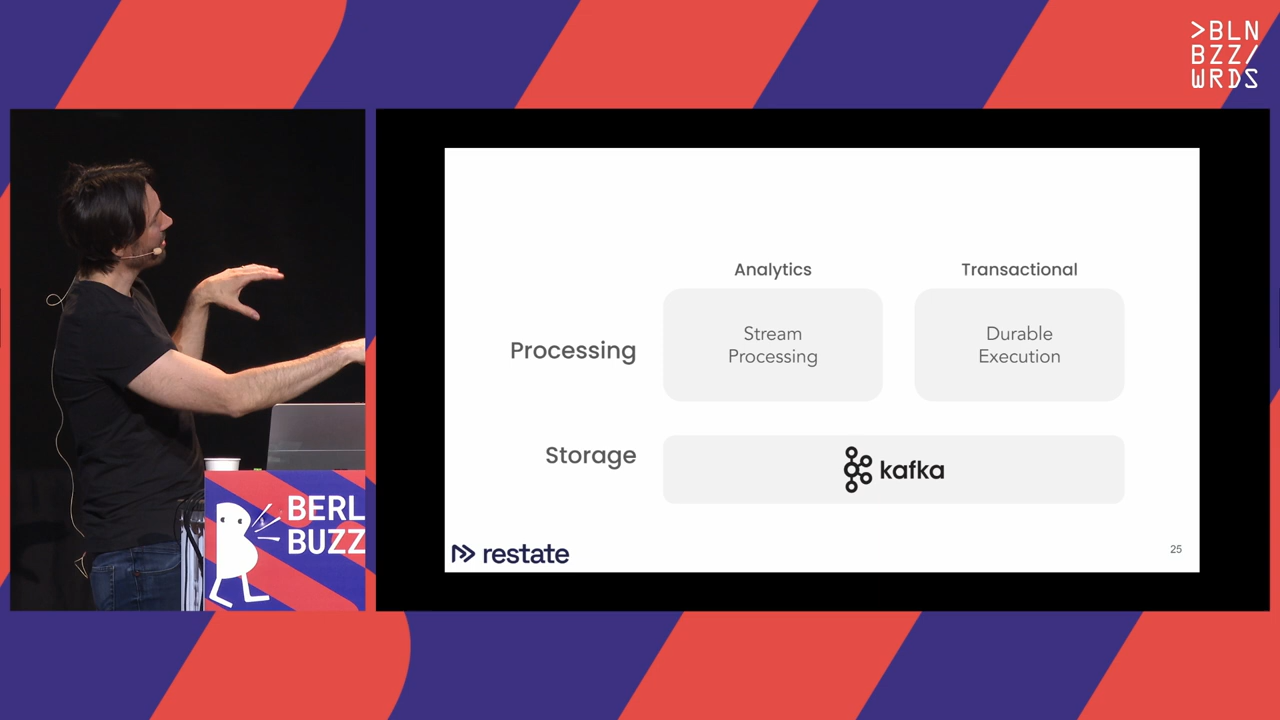 >BLN
BZZ/
WRDS
Analytics
Transactional
Processing
Stream
Processing
Durable
Execution
Storage
kafka
restate
25
BERL
BUZZ